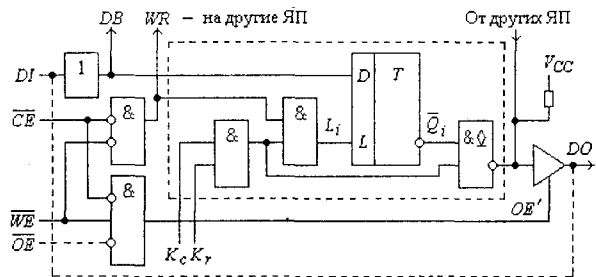 DB WR – на другие ЯП
От других ЯП
V_CC
DI
1
D T
CE
&
&
L_i
L
Q̅_i
&
&◊
DO
&
WE
OE
OE′
K_c K_r